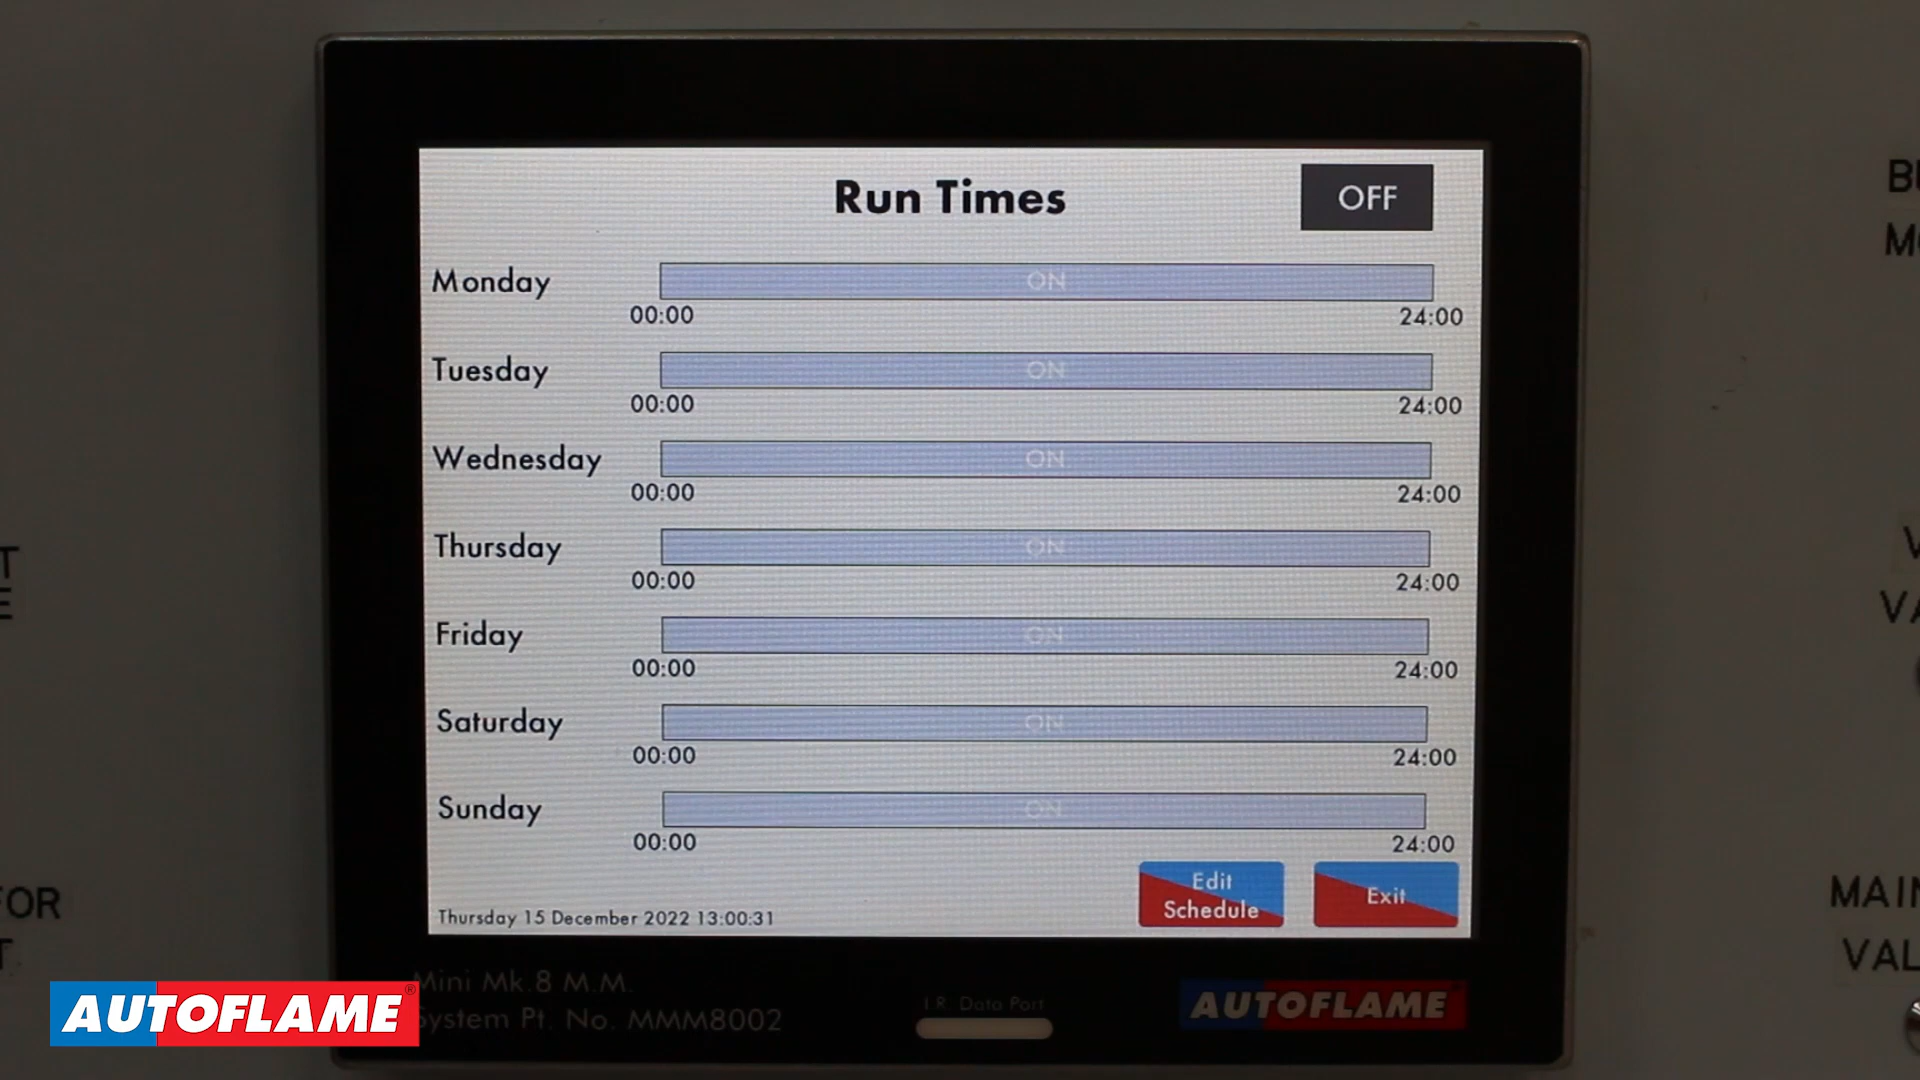 Run Times
OFF
Monday
ON
00:00
24:00
Tuesday
ON
00:00
24:00
Wednesday
ON
00:00
24:00
Thursday
ON
00:00
24:00
Friday
ON
00:00
24:00
Saturday
ON
00:00
24:00
Sunday
ON
00:00
24:00
Edit
Schedule
Exit
Thursday 15 December 2022 13:00:31
Mini Mk.8 M.M.
System Pt. No. MMM8002
I.R. Data Port
AUTOFLAME
AUTOFLAME®